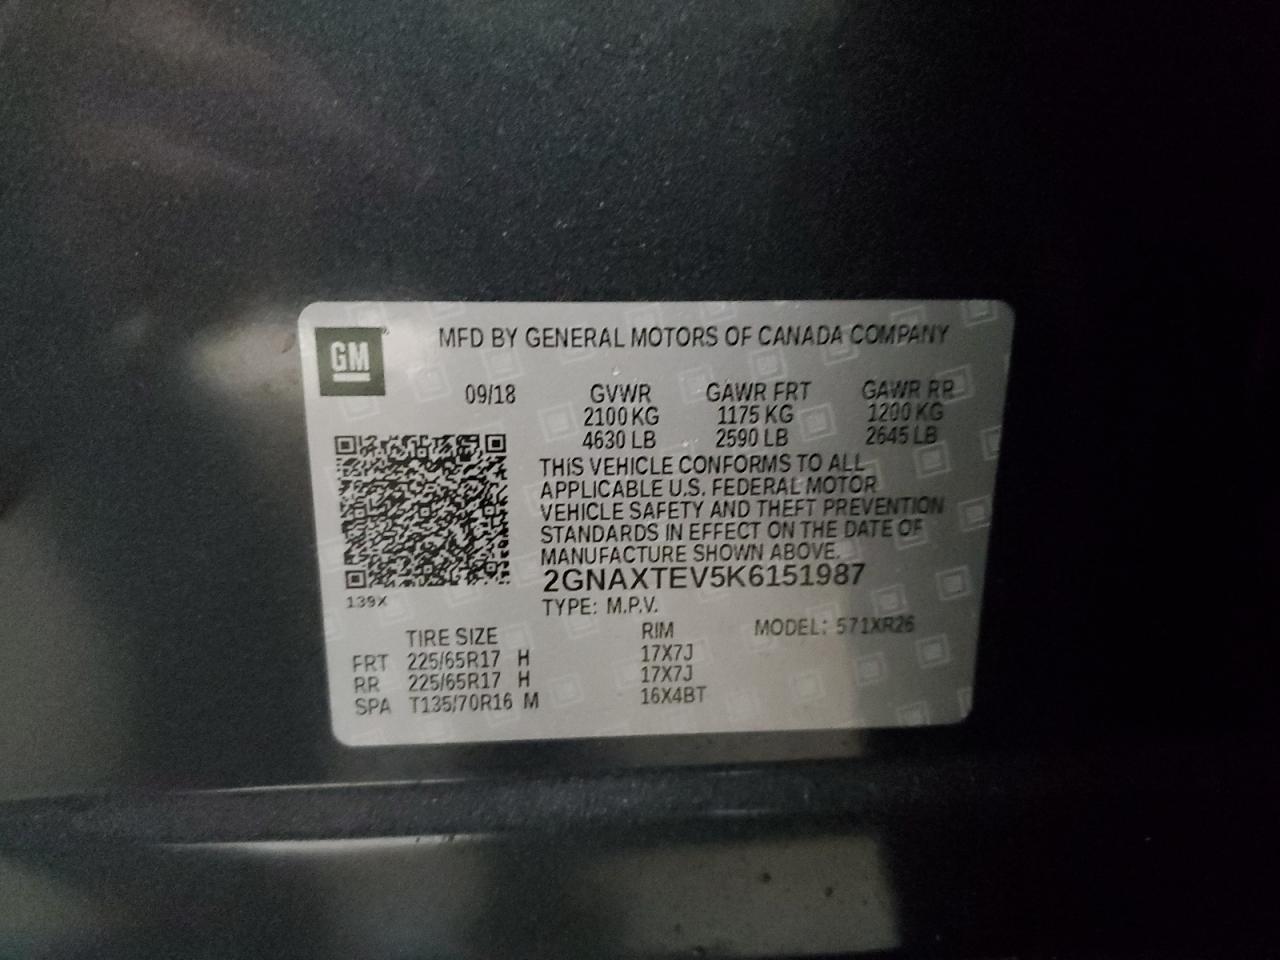 GM
MFD BY GENERAL MOTORS OF CANADA COMPANY
09/18 GVWR GAWR FRT GAWR RR
2100 KG 1175 KG 1200 KG
4630 LB 2590 LB 2645 LB
THIS VEHICLE CONFORMS TO ALL
APPLICABLE U.S. FEDERAL MOTOR
VEHICLE SAFETY AND THEFT PREVENTION
STANDARDS IN EFFECT ON THE DATE OF
MANUFACTURE SHOWN ABOVE.
2GNAXTEV5K6151987
139X
TYPE: M.P.V.
TIRE SIZE RIM MODEL: 571XR26
FRT 225/65R17 H 17X7J
RR 225/65R17 H 17X7J
SPA T135/70R16 M 16X4BT